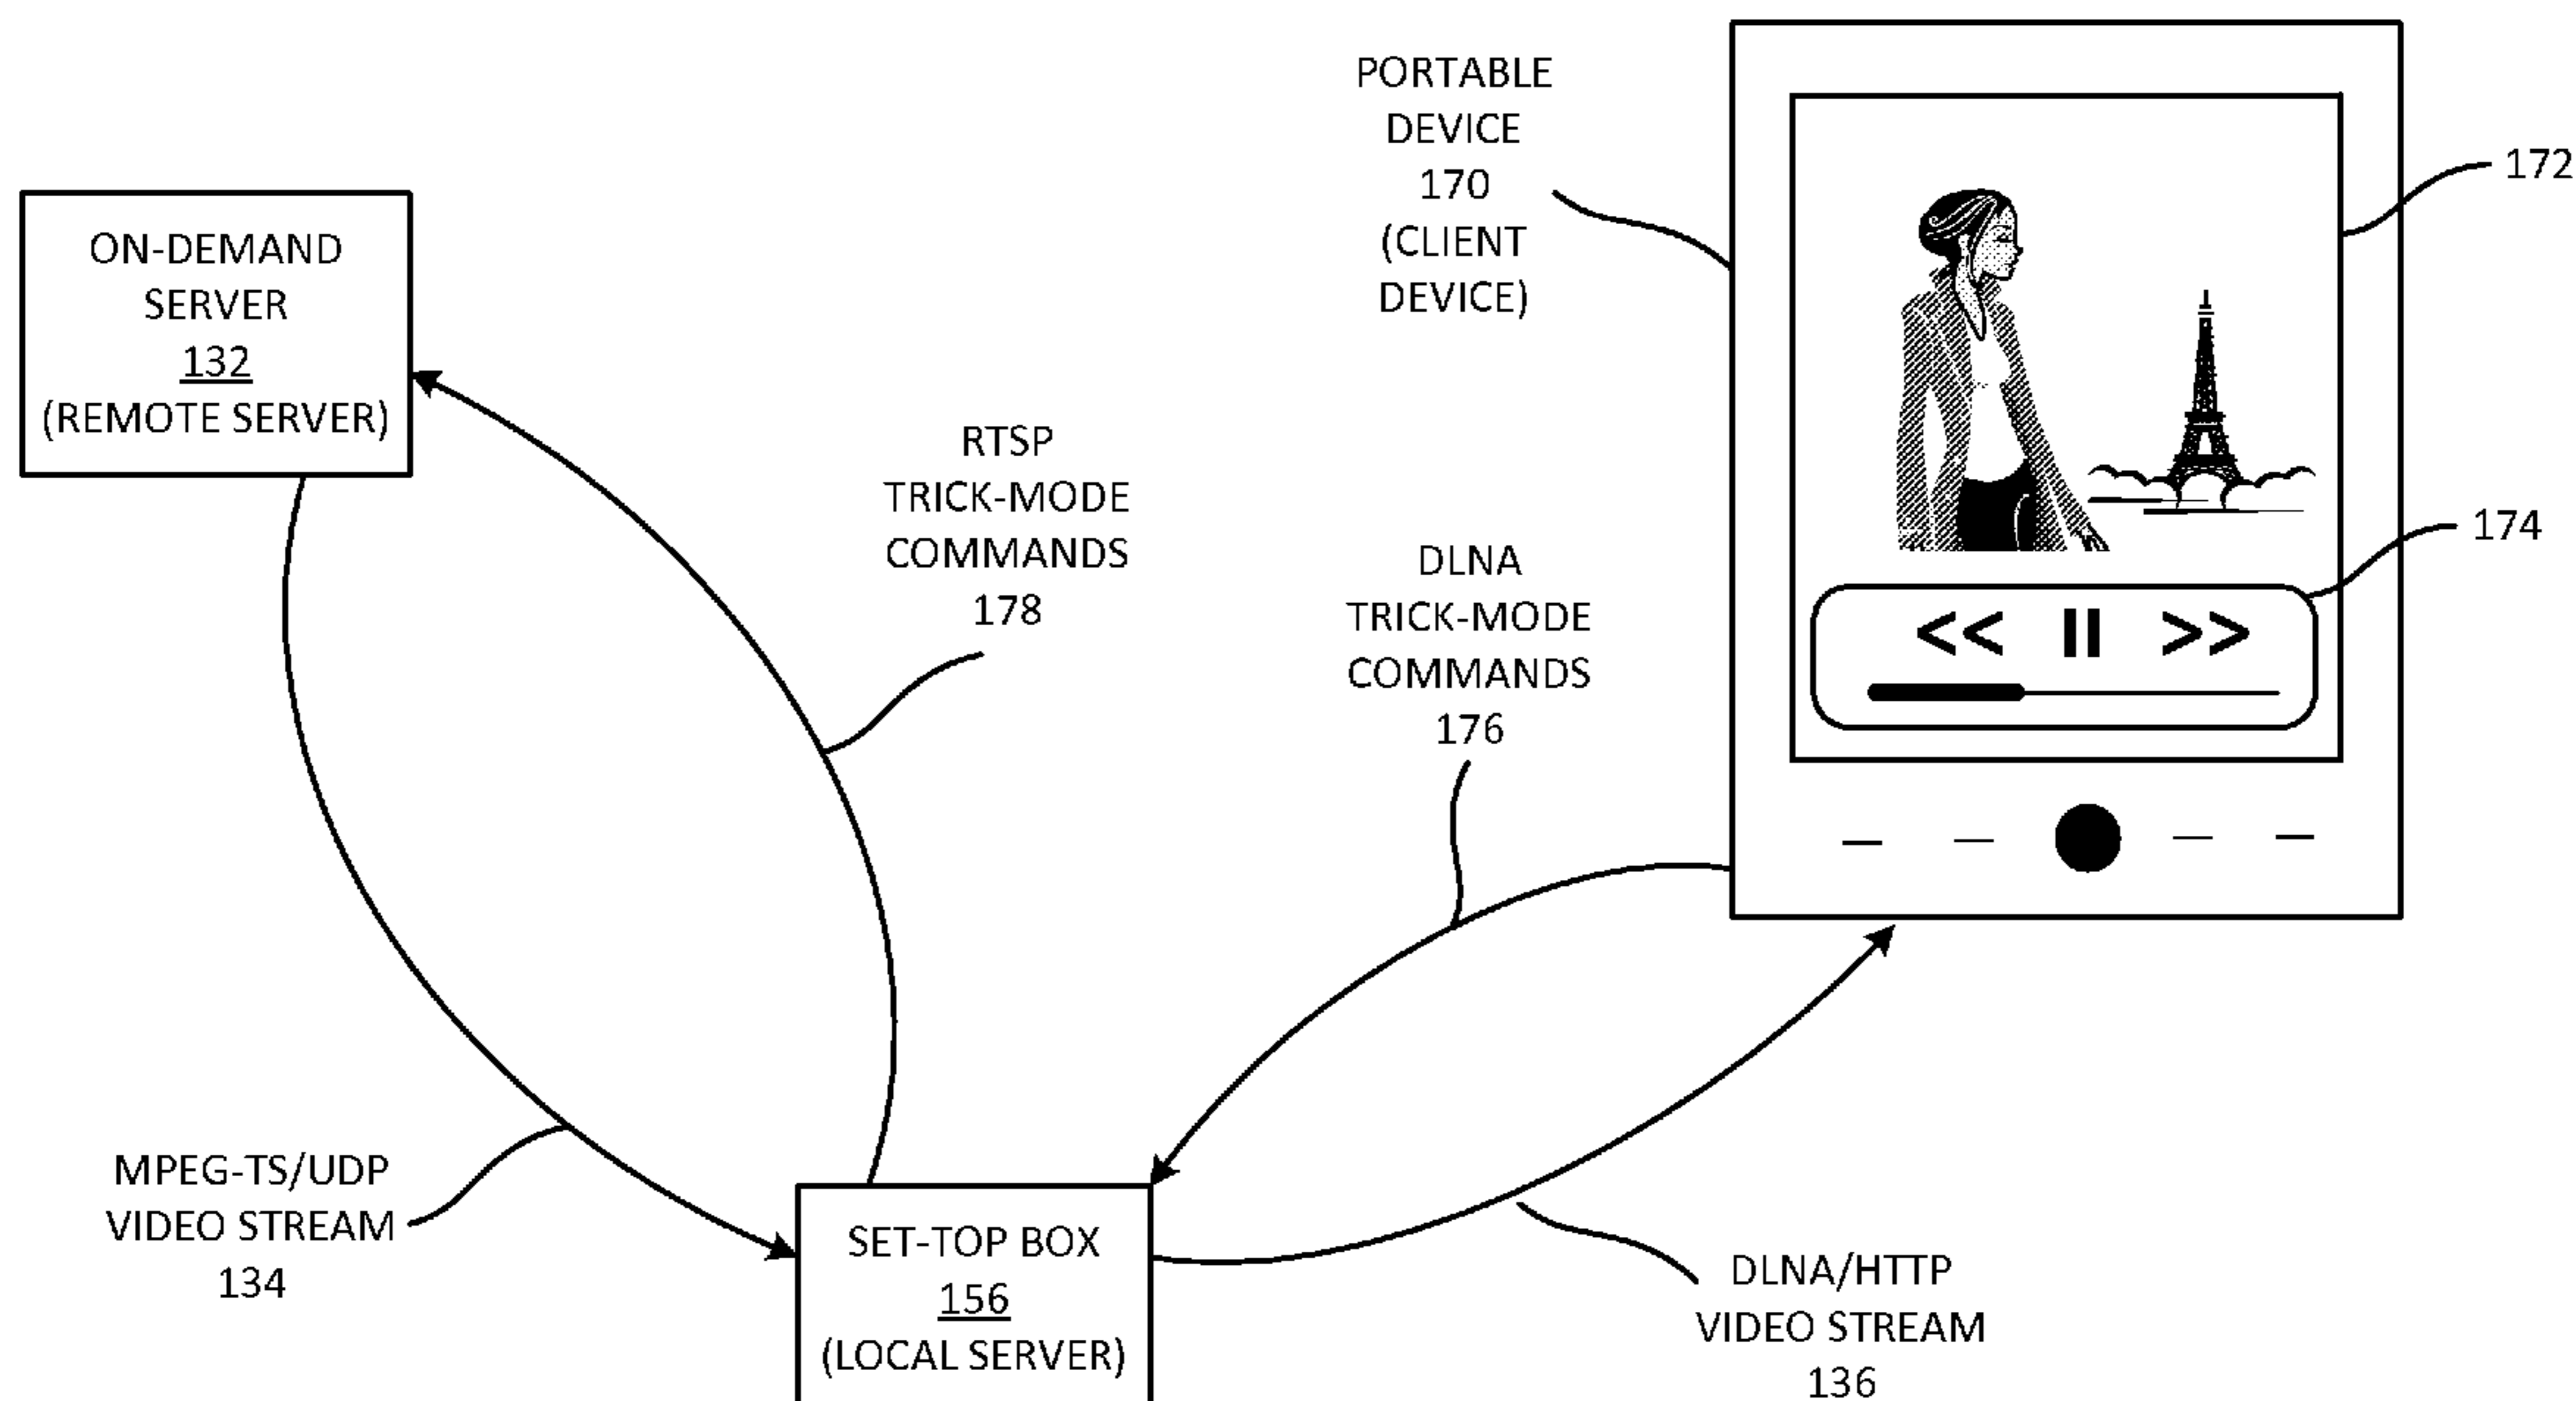 ON-DEMAND
SERVER
132
(REMOTE SERVER)
RTSP
TRICK-MODE
COMMANDS
178
PORTABLE
DEVICE
170
(CLIENT
DEVICE)
172
174
<< II >>
DLNA
TRICK-MODE
COMMANDS
176
MPEG-TS/UDP
VIDEO STREAM
134
SET-TOP BOX
156
(LOCAL SERVER)
DLNA/HTTP
VIDEO STREAM
136